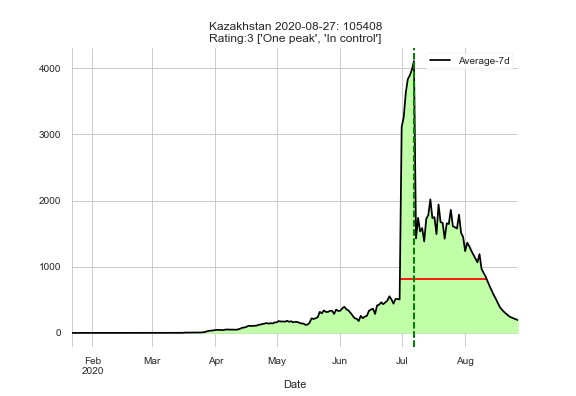 Kazakhstan 2020-08-27: 105408
Rating:3 ['One peak', 'In control']
Average-7d
4000
3000
2000
1000
0
Feb Mar Apr May Jun Jul Aug
2020
Date